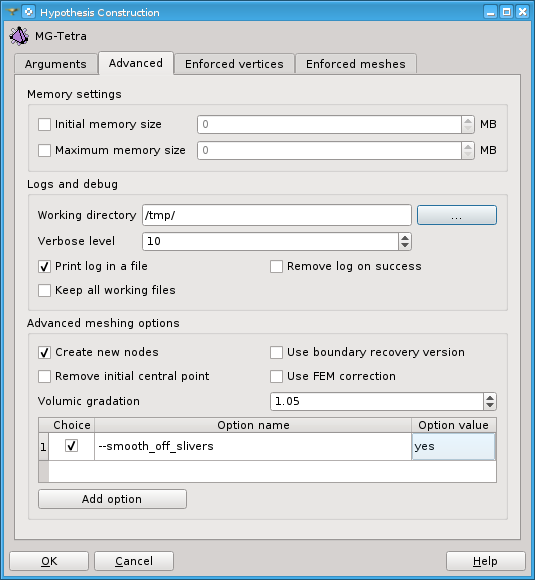 Hypothesis Construction
MG-Tetra
Arguments Advanced Enforced vertices Enforced meshes
Memory settings
Initial memory size 0 MB
Maximum memory size 0 MB
Logs and debug
Working directory /tmp/ ...
Verbose level 10
Print log in a file Remove log on success
Keep all working files
Advanced meshing options
Create new nodes Use boundary recovery version
Remove initial central point Use FEM correction
Volumic gradation 1.05
Choice Option name Option value
1 --smooth_off_slivers yes
Add option
OK Cancel Help